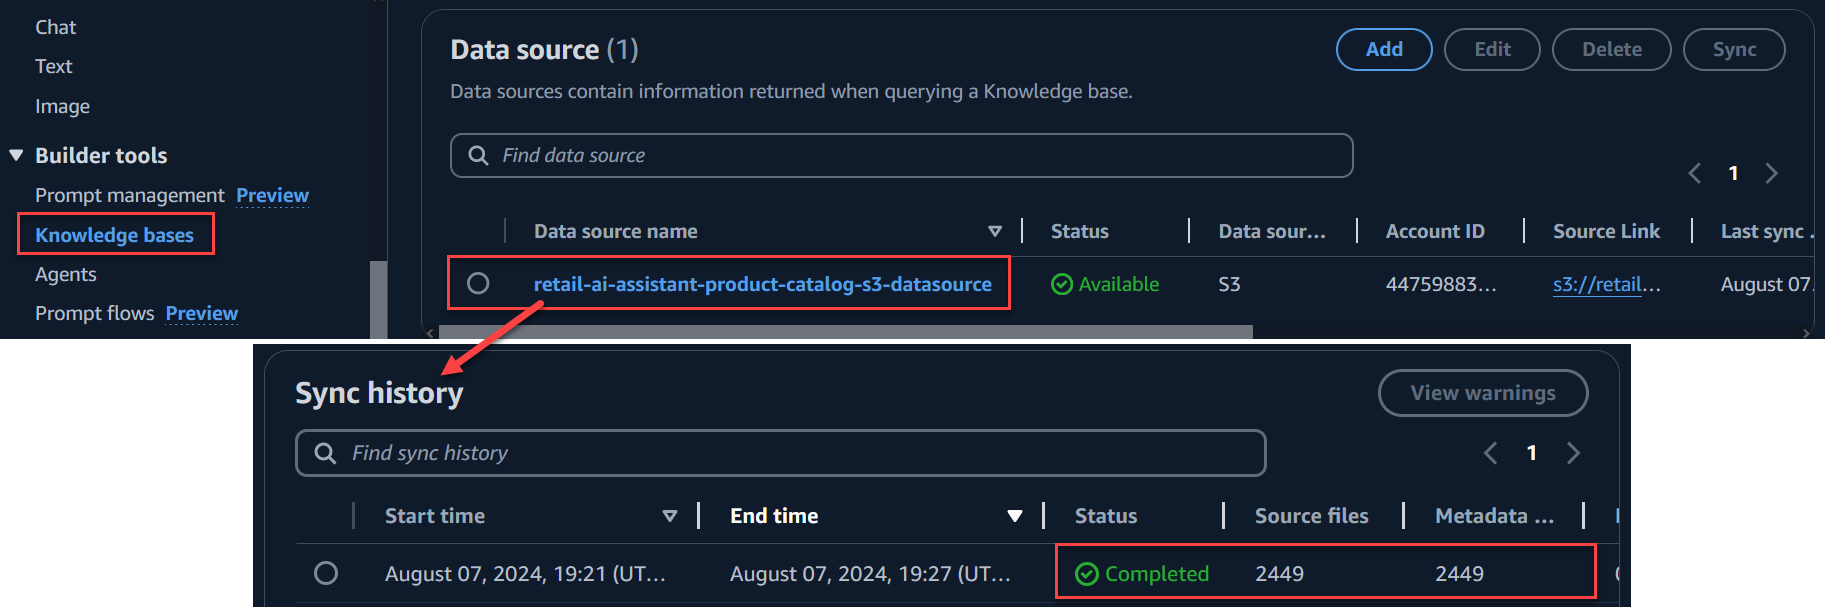 Chat
Text
Image
Builder tools
Prompt management Preview
Knowledge bases
Agents
Prompt flows Preview
Data source (1)
Add Edit Delete Sync
Data sources contain information returned when querying a Knowledge base.
Find data source
1
Data source name Status Data sour... Account ID Source Link Last sync .
retail-ai-assistant-product-catalog-s3-datasource Available S3 44759883... s3://retail... August 07.
Sync history
View warnings
Find sync history
1
Start time End time Status Source files Metadata ...
August 07, 2024, 19:21 (UT... August 07, 2024, 19:27 (UT... Completed 2449 2449